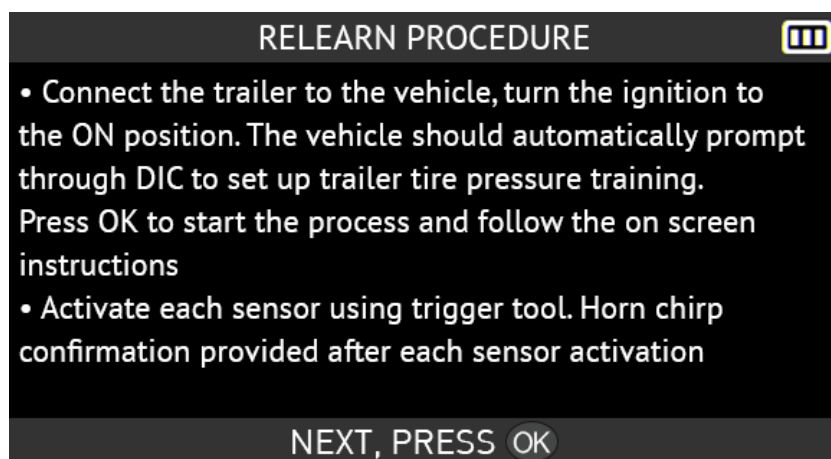 RELEARN PROCEDURE
• Connect the trailer to the vehicle, turn the ignition to
the ON position. The vehicle should automatically prompt
through DIC to set up trailer tire pressure training.
Press OK to start the process and follow the on screen
instructions
• Activate each sensor using trigger tool. Horn chirp
confirmation provided after each sensor activation
NEXT, PRESS OK